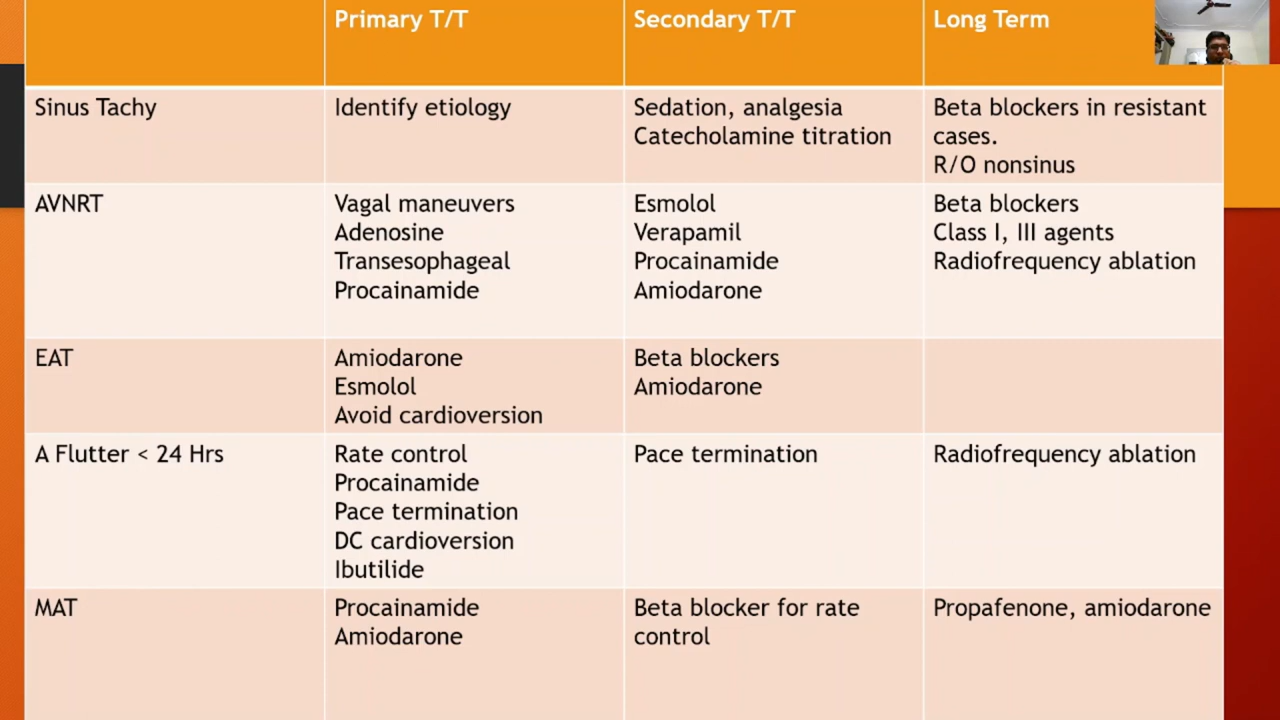 Primary T/T
Secondary T/T
Long Term
Sinus Tachy
Identify etiology
Sedation, analgesia
Catecholamine titration
Beta blockers in resistant
cases.
R/O nonsinus
AVNRT
Vagal maneuvers
Adenosine
Transesophageal
Procainamide
Esmolol
Verapamil
Procainamide
Amiodarone
Beta blockers
Class I, III agents
Radiofrequency ablation
EAT
Amiodarone
Esmolol
Avoid cardioversion
Beta blockers
Amiodarone
A Flutter < 24 Hrs
Rate control
Procainamide
Pace termination
DC cardioversion
Ibutilide
Pace termination
Radiofrequency ablation
MAT
Procainamide
Amiodarone
Beta blocker for rate
control
Propafenone, amiodarone